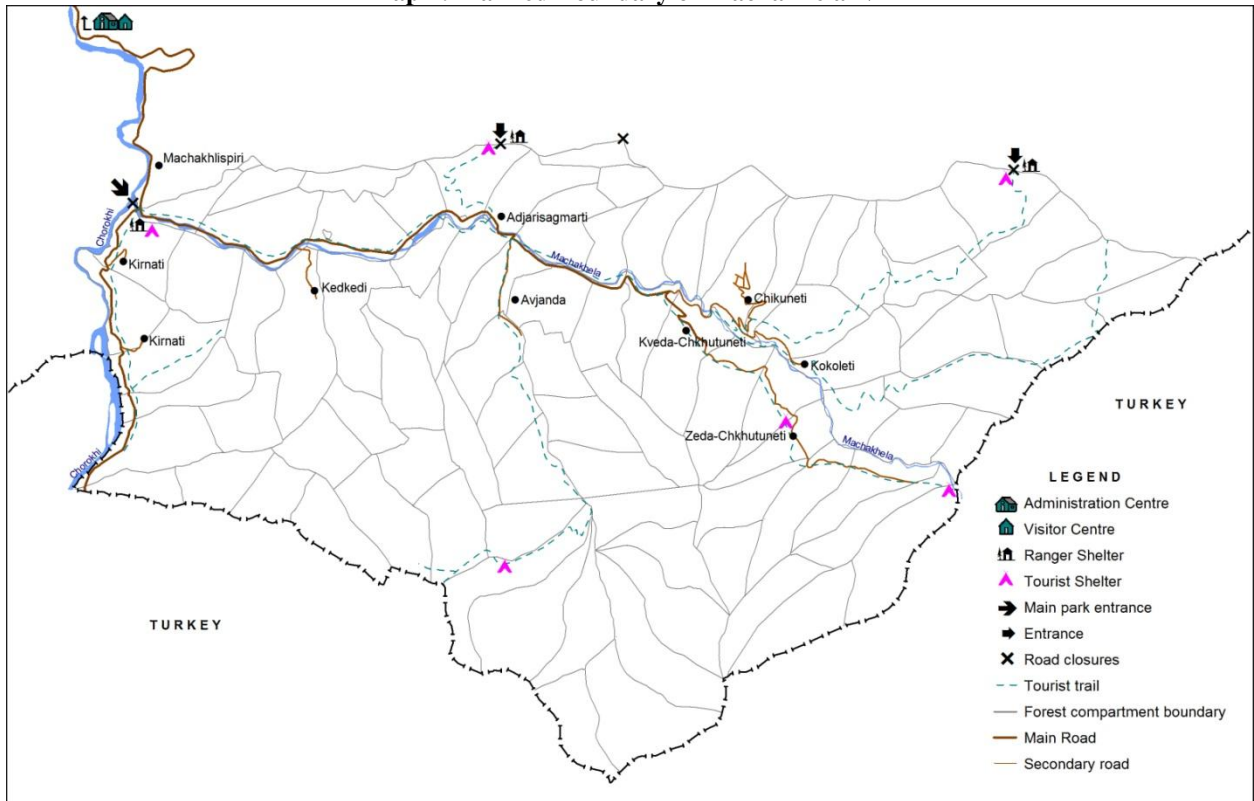 Machakhlispiri
Chorokhi
Adjarisagmarti
Kirnati
Machakhela
Kedkedi
Avjanda
Chikuneti
Kirnati
Kveda-Chkhutuneti
Kokoleti
TURKEY
Zeda-Chkhutuneti
Machakhela
Chorokhi
TURKEY
LEGEND
Administration Centre
Visitor Centre
Ranger Shelter
Tourist Shelter
Main park entrance
Entrance
Road closures
Tourist trail
Forest compartment boundary
Main Road
Secondary road